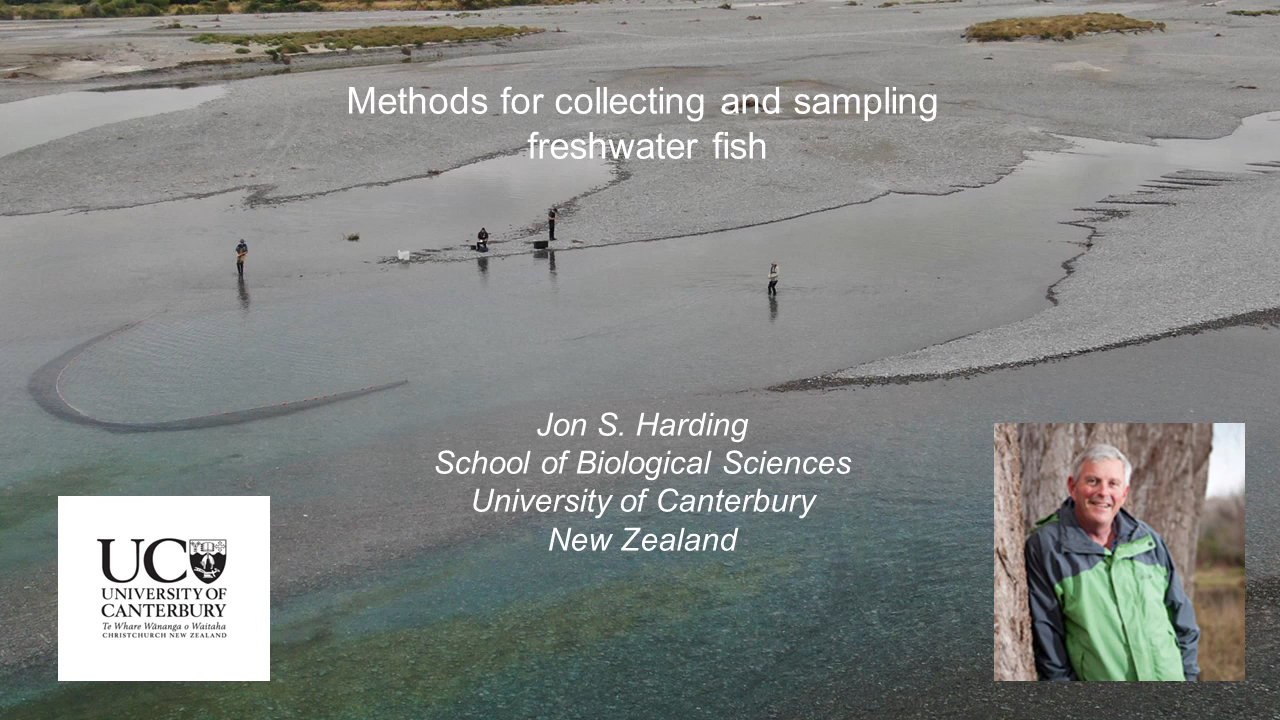 Methods for collecting and sampling
freshwater fish
Jon S. Harding
School of Biological Sciences
University of Canterbury
New Zealand
UC
UNIVERSITY OF
CANTERBURY
Te Whare Wānanga o Waitaha
CHRISTCHURCH NEW ZEALAND